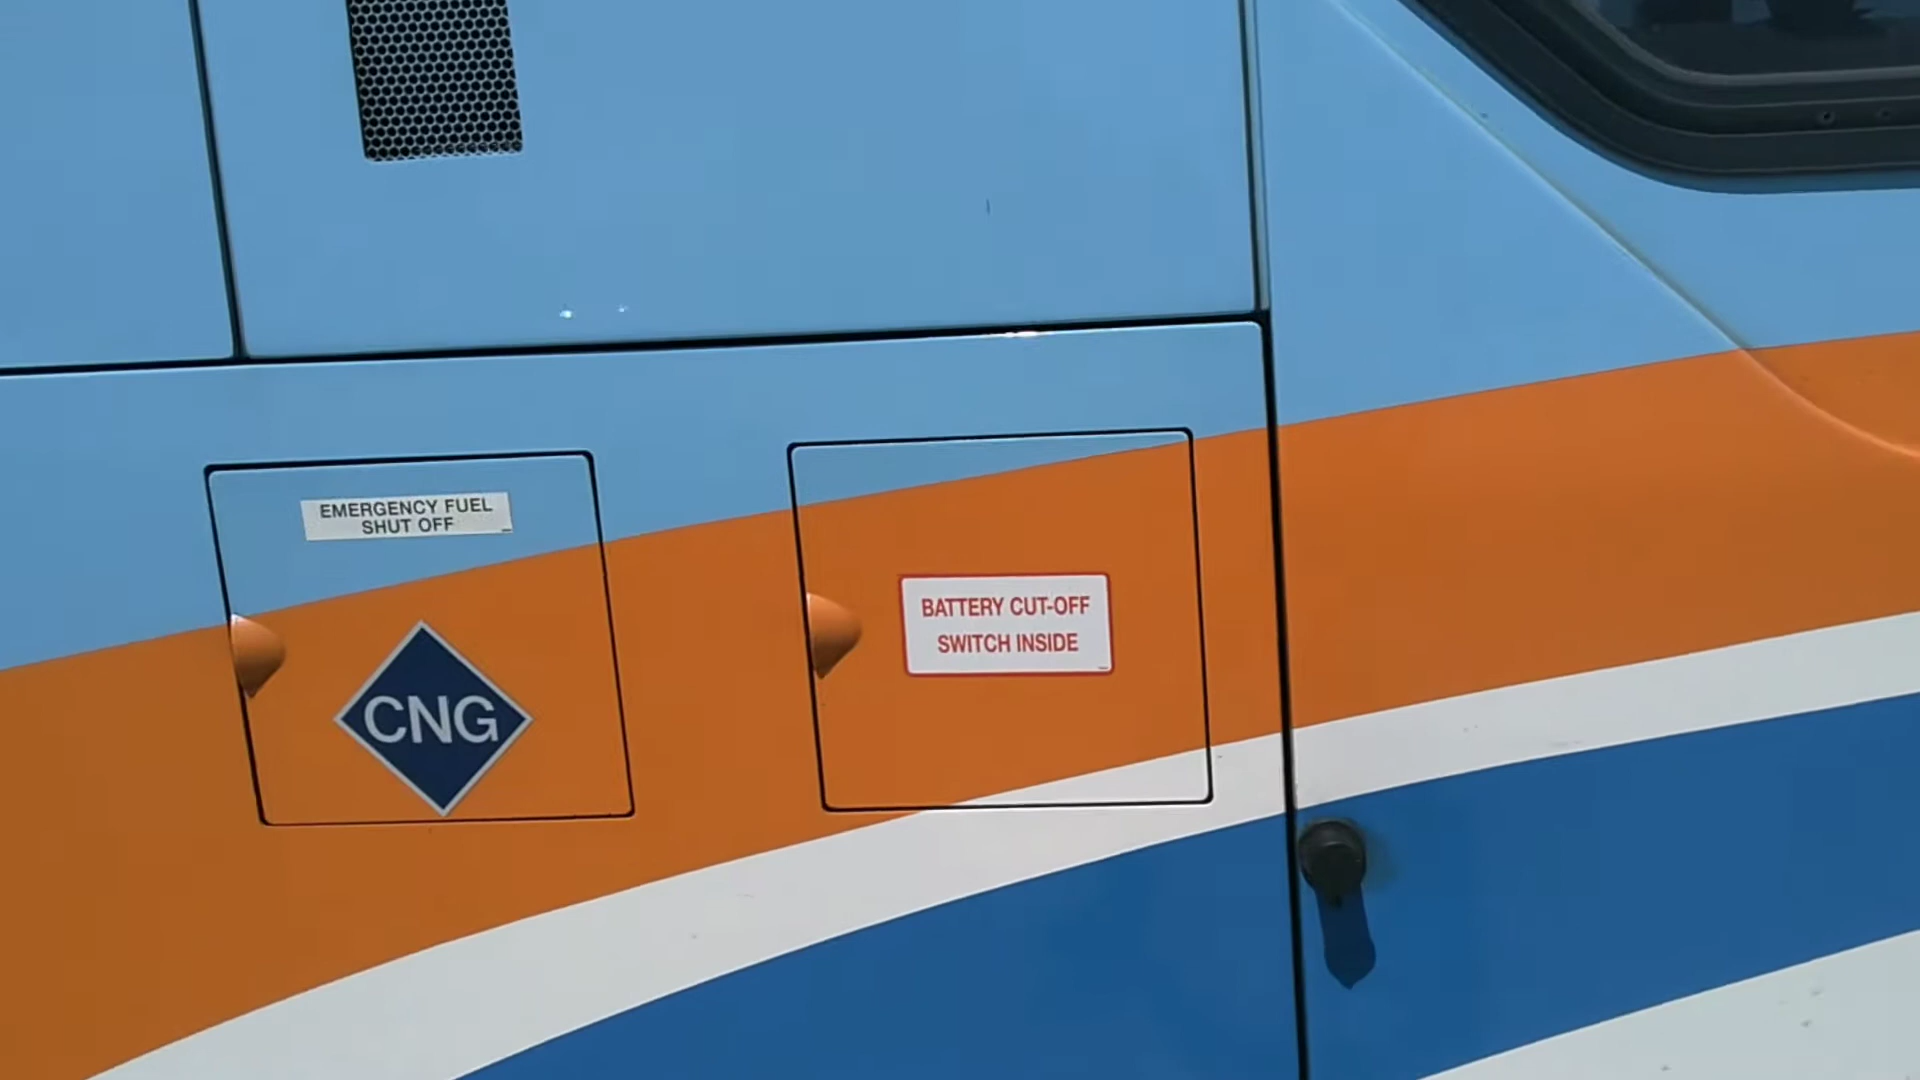 EMERGENCY FUEL
SHUT OFF
CNG
BATTERY CUT-OFF
SWITCH INSIDE